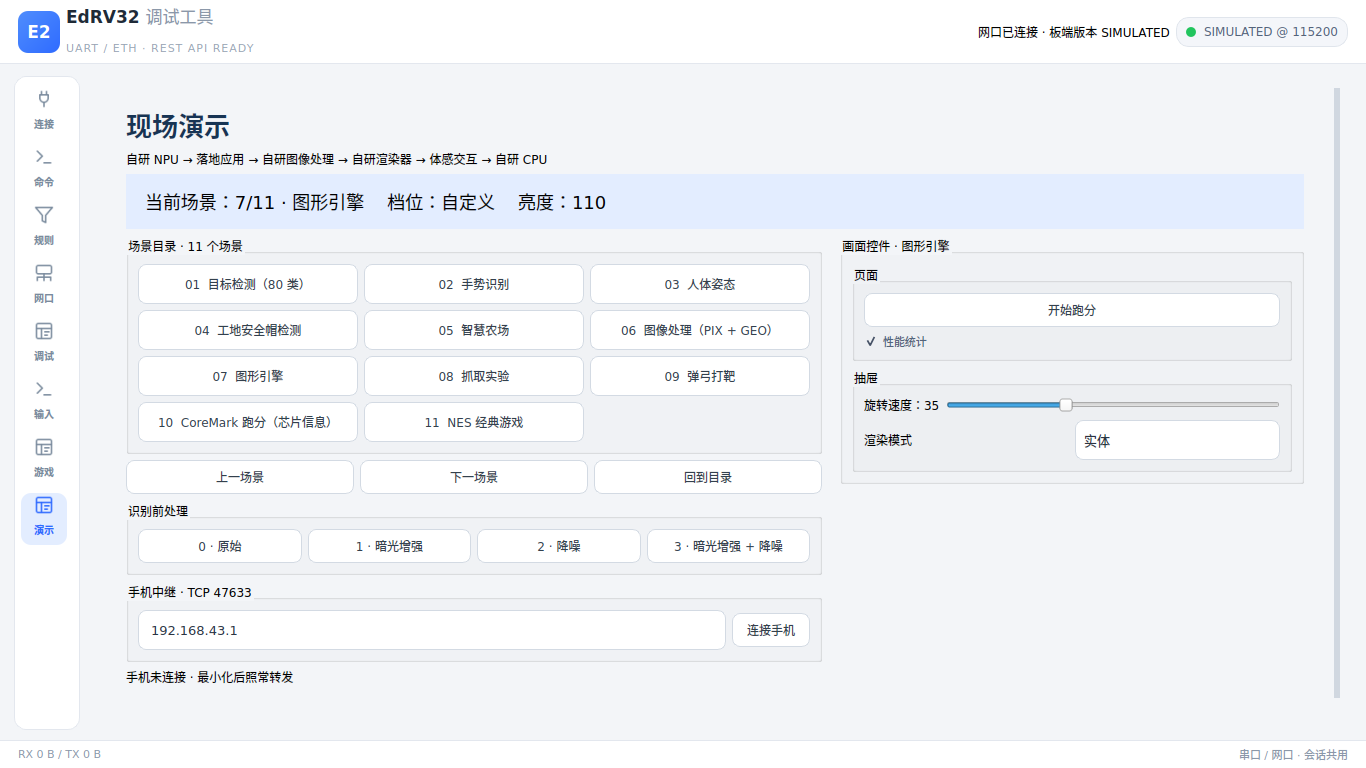 E2
EdRV32 调试工具
UART / ETH · REST API READY
网口已连接 · 板端版本 SIMULATED
SIMULATED @ 115200
连接
命令
规则
网口
调试
输入
游戏
演示
现场演示
自研 NPU → 落地应用 → 自研图像处理 → 自研渲染器 → 体感交互 → 自研 CPU
当前场景：7/11 · 图形引擎 档位：自定义 亮度：110
场景目录 · 11 个场景
01 目标检测（80 类）
02 手势识别
03 人体姿态
04 工地安全帽检测
05 智慧农场
06 图像处理（PIX + GEO）
07 图形引擎
08 抓取实验
09 弹弓打靶
10 CoreMark 跑分（芯片信息）
11 NES 经典游戏
上一场景
下一场景
回到目录
识别前处理
0 · 原始
1 · 暗光增强
2 · 降噪
3 · 暗光增强 + 降噪
手机中继 · TCP 47633
192.168.43.1
连接手机
手机未连接 · 最小化后照常转发
画面控件 · 图形引擎
页面
开始跑分
性能统计
抽屉
旋转速度：35
渲染模式
实体
RX 0 B / TX 0 B
串口 / 网口 · 会话共用